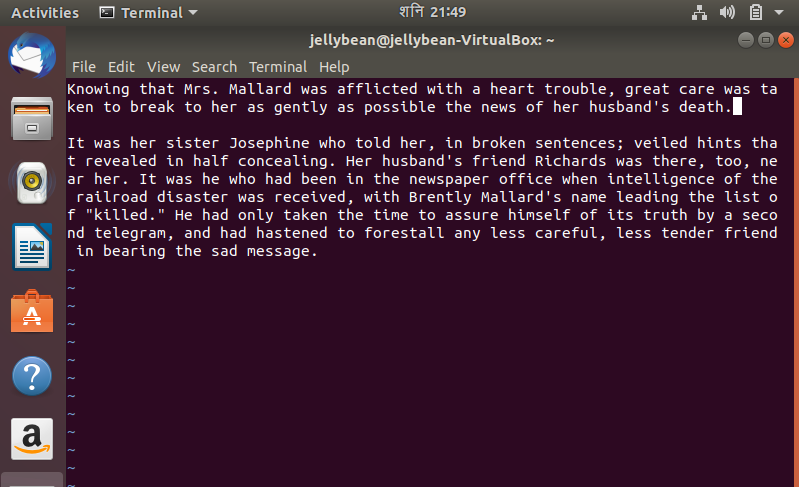 Activities Terminal शनि 21:49
jellybean@jellybean-VirtualBox: ~
File Edit View Search Terminal Help
Knowing that Mrs. Mallard was afflicted with a heart trouble, great care was ta
ken to break to her as gently as possible the news of her husband's death.

It was her sister Josephine who told her, in broken sentences; veiled hints tha
t revealed in half concealing. Her husband's friend Richards was there, too, ne
ar her. It was he who had been in the newspaper office when intelligence of the
 railroad disaster was received, with Brently Mallard's name leading the list o
f "killed." He had only taken the time to assure himself of its truth by a seco
nd telegram, and had hastened to forestall any less careful, less tender friend
 in bearing the sad message.
~
~
~
~
~
~
~
~
~
~
~
~
~